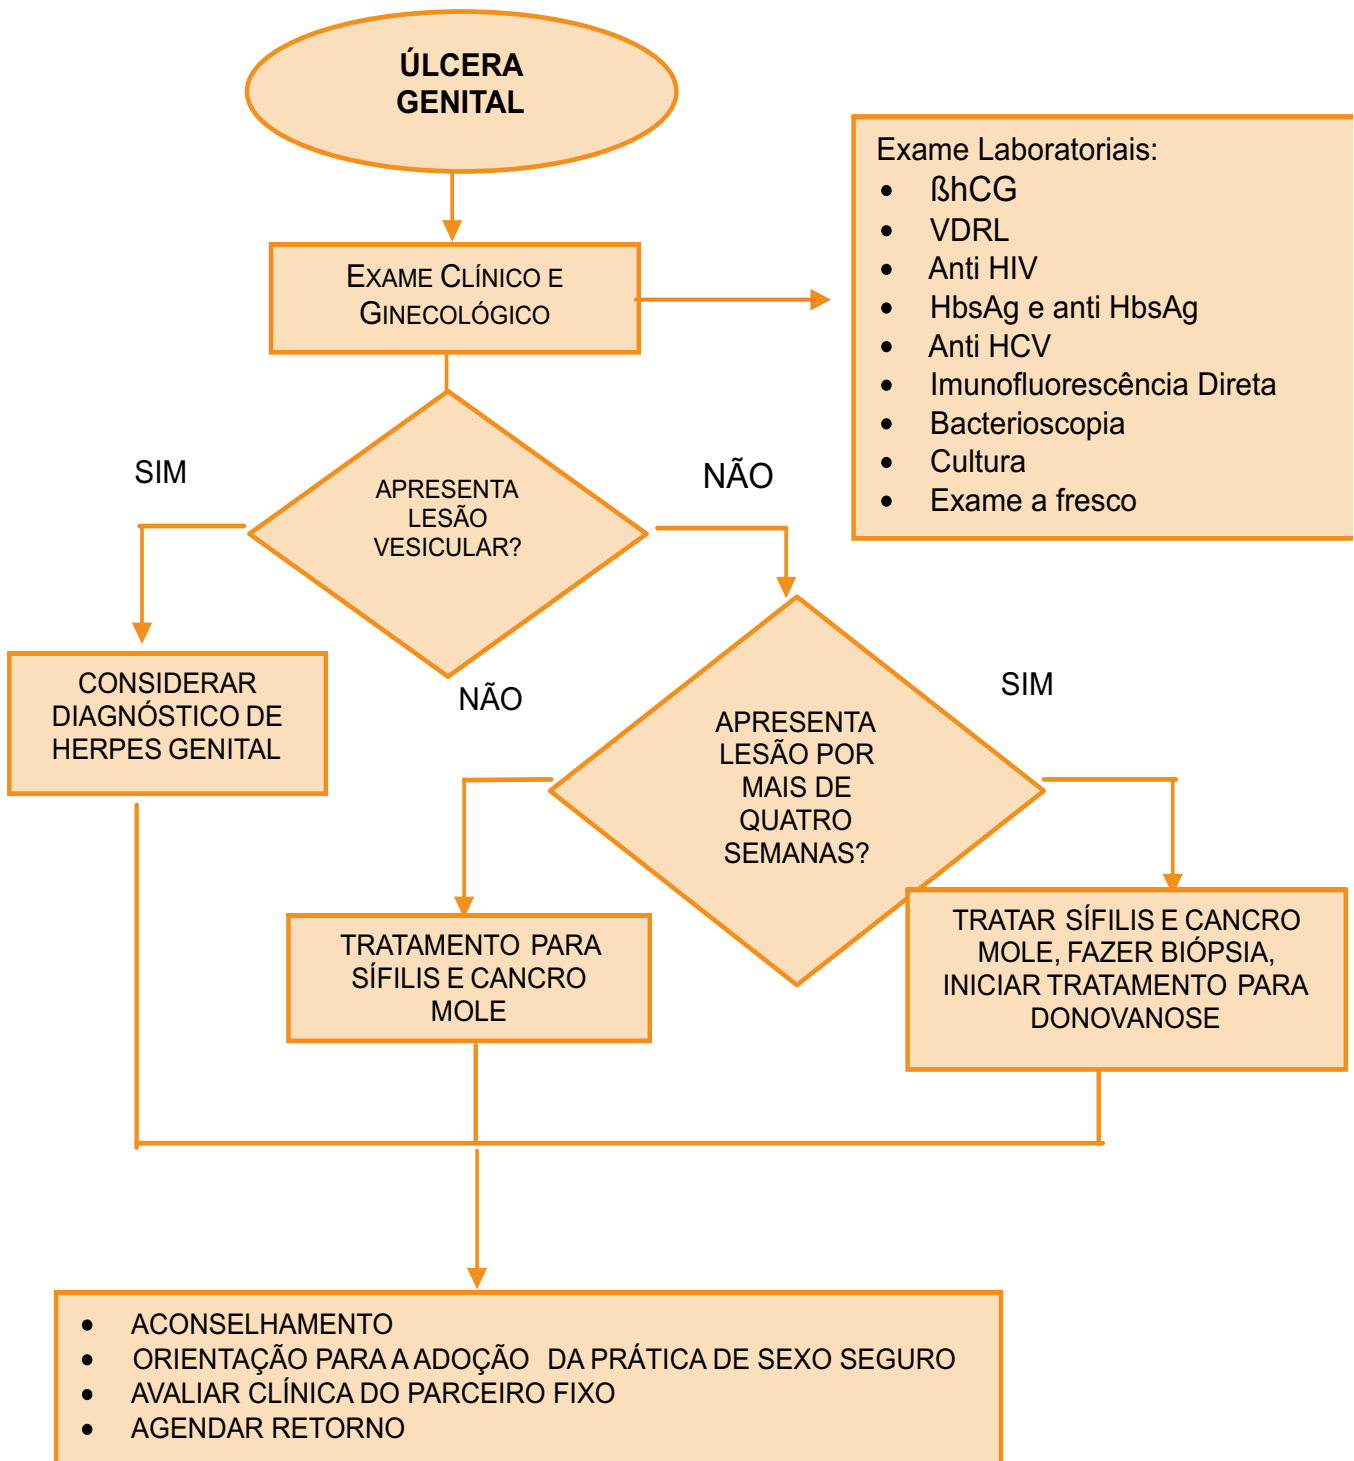 ÚLCERA
GENITAL
EXAME CLÍNICO E
GINECOLÓGICO
Exame Laboratoriais:
• ßhCG
• VDRL
• Anti HIV
• HbsAg e anti HbsAg
• Anti HCV
• Imunofluorescência Direta
• Bacterioscopia
• Cultura
• Exame a fresco
SIM
APRESENTA
LESÃO
VESICULAR?
NÃO
CONSIDERAR
DIAGNÓSTICO DE
HERPES GENITAL
NÃO
APRESENTA
LESÃO POR
MAIS DE
QUATRO
SEMANAS?
SIM
TRATAMENTO PARA
SÍFILIS E CANCRO
MOLE
TRATAR SÍFILIS E CANCRO
MOLE, FAZER BIÓPSIA,
INICIAR TRATAMENTO PARA
DONOVANOSE
• ACONSELHAMENTO
• ORIENTAÇÃO PARA A ADOÇÃO DA PRÁTICA DE SEXO SEGURO
• AVALIAR CLÍNICA DO PARCEIRO FIXO
• AGENDAR RETORNO